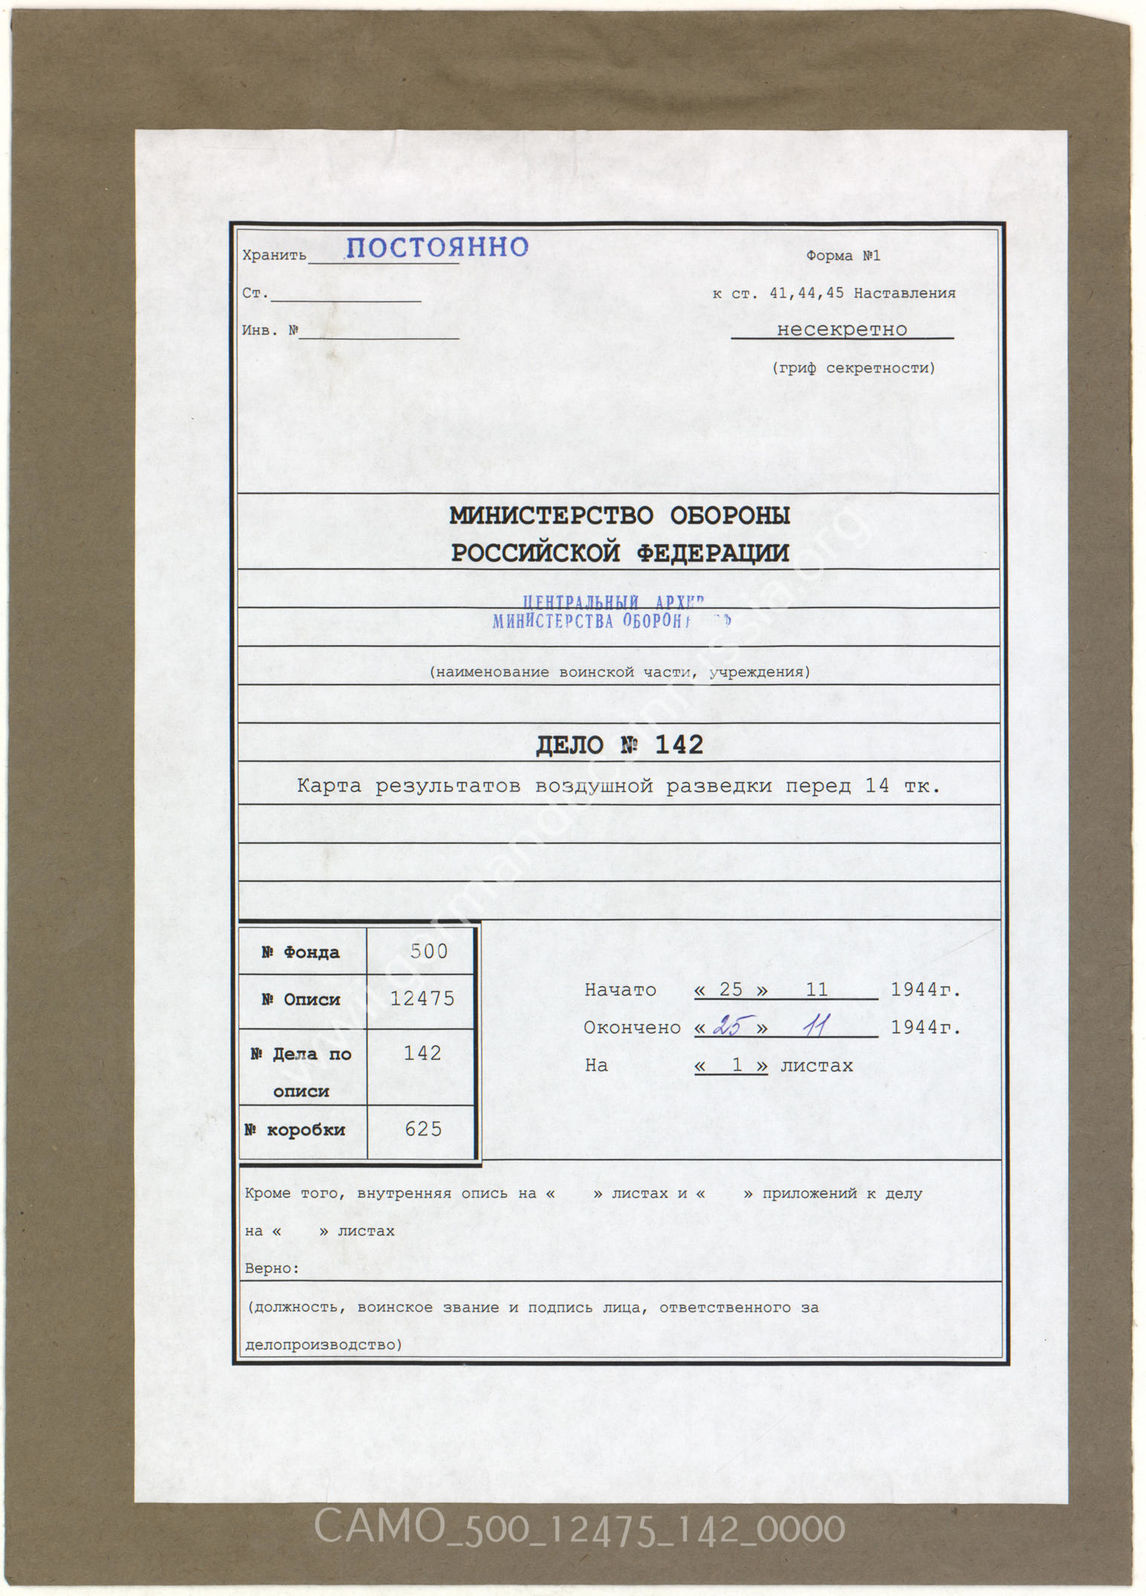 Хранить ПОСТОЯННО
Форма №1
Ст.
к ст. 41,44,45 Наставления
Инв. №
несекретно
(гриф секретности)
МИНИСТЕРСТВО ОБОРОНЫ
РОССИЙСКОЙ ФЕДЕРАЦИИ
ЦЕНТРАЛЬНЫЙ
МИНИСТЕРСТВА
(наименование воинской части, учреждения)
ДЕЛО № 142
Карта результатов воздушной разведки перед 14 тк.
№ Фонда 500
№ Описи 12475
№ Дела по 142
описи
№ коробки 625
Начато « 25 » 11 1944г.
Окончено « 25 » 11 1944г.
На « 1 » листах
Кроме того, внутренняя опись на « » листах и « » приложений к делу
на « » листах
Верно:
(должность, воинское звание и подпись лица, ответственного за
делопроизводство)
CAMO_500_12475_142_0000